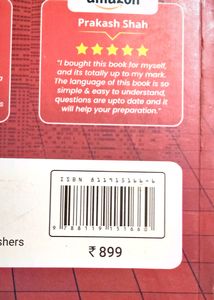 amazon
Prakash Shah
"I bought this book for myself,
and its totally up to my mark.
The language of this book is so
simple & easy to understand,
questions are upto date and it
will help your preparation."
shers
₹ 899